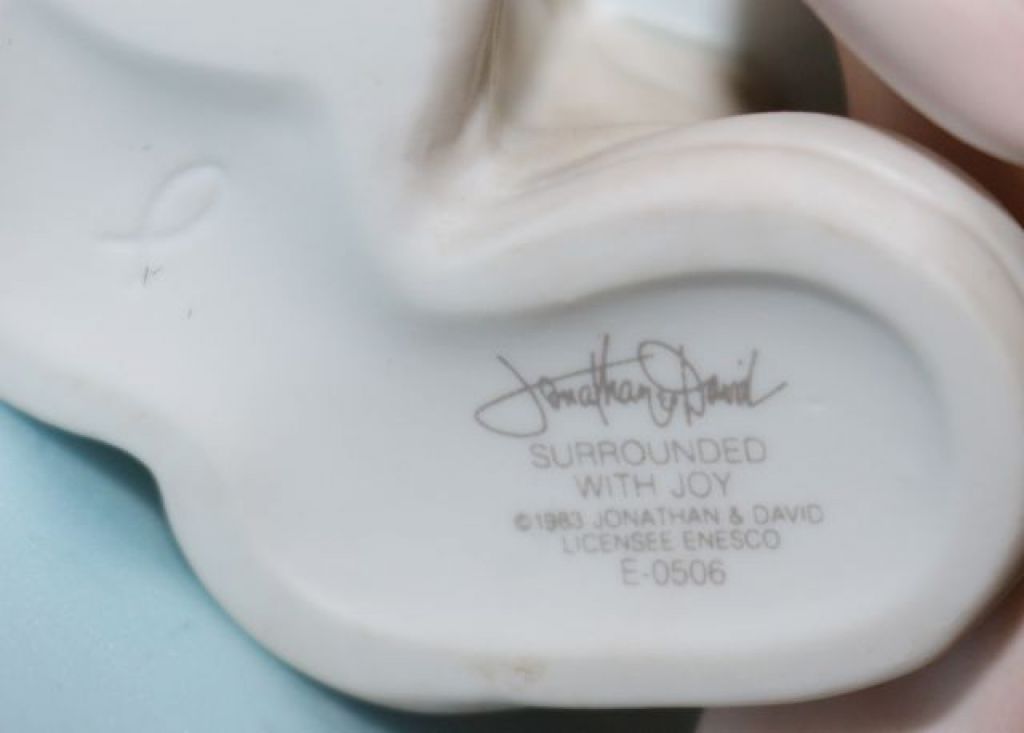 Jonathan & David
SURROUNDED
WITH JOY
©1983 JONATHAN & DAVID
LICENSEE ENESCO
E-0506